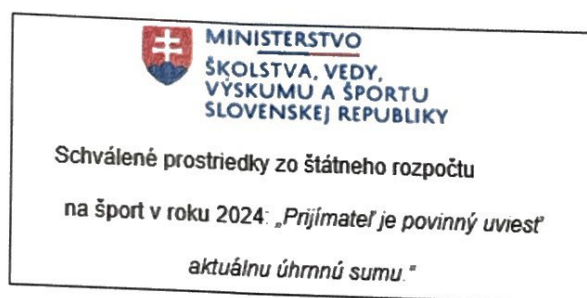 MINISTERSTVO
ŠKOLSTVA, VEDY,
VÝSKUMU A ŠPORTU
SLOVENSKEJ REPUBLIKY
Schválené prostriedky zo štátneho rozpočtu
na šport v roku 2024: „Prijímateľ je povinný uviesť
aktuálnu úhrnnú sumu.“